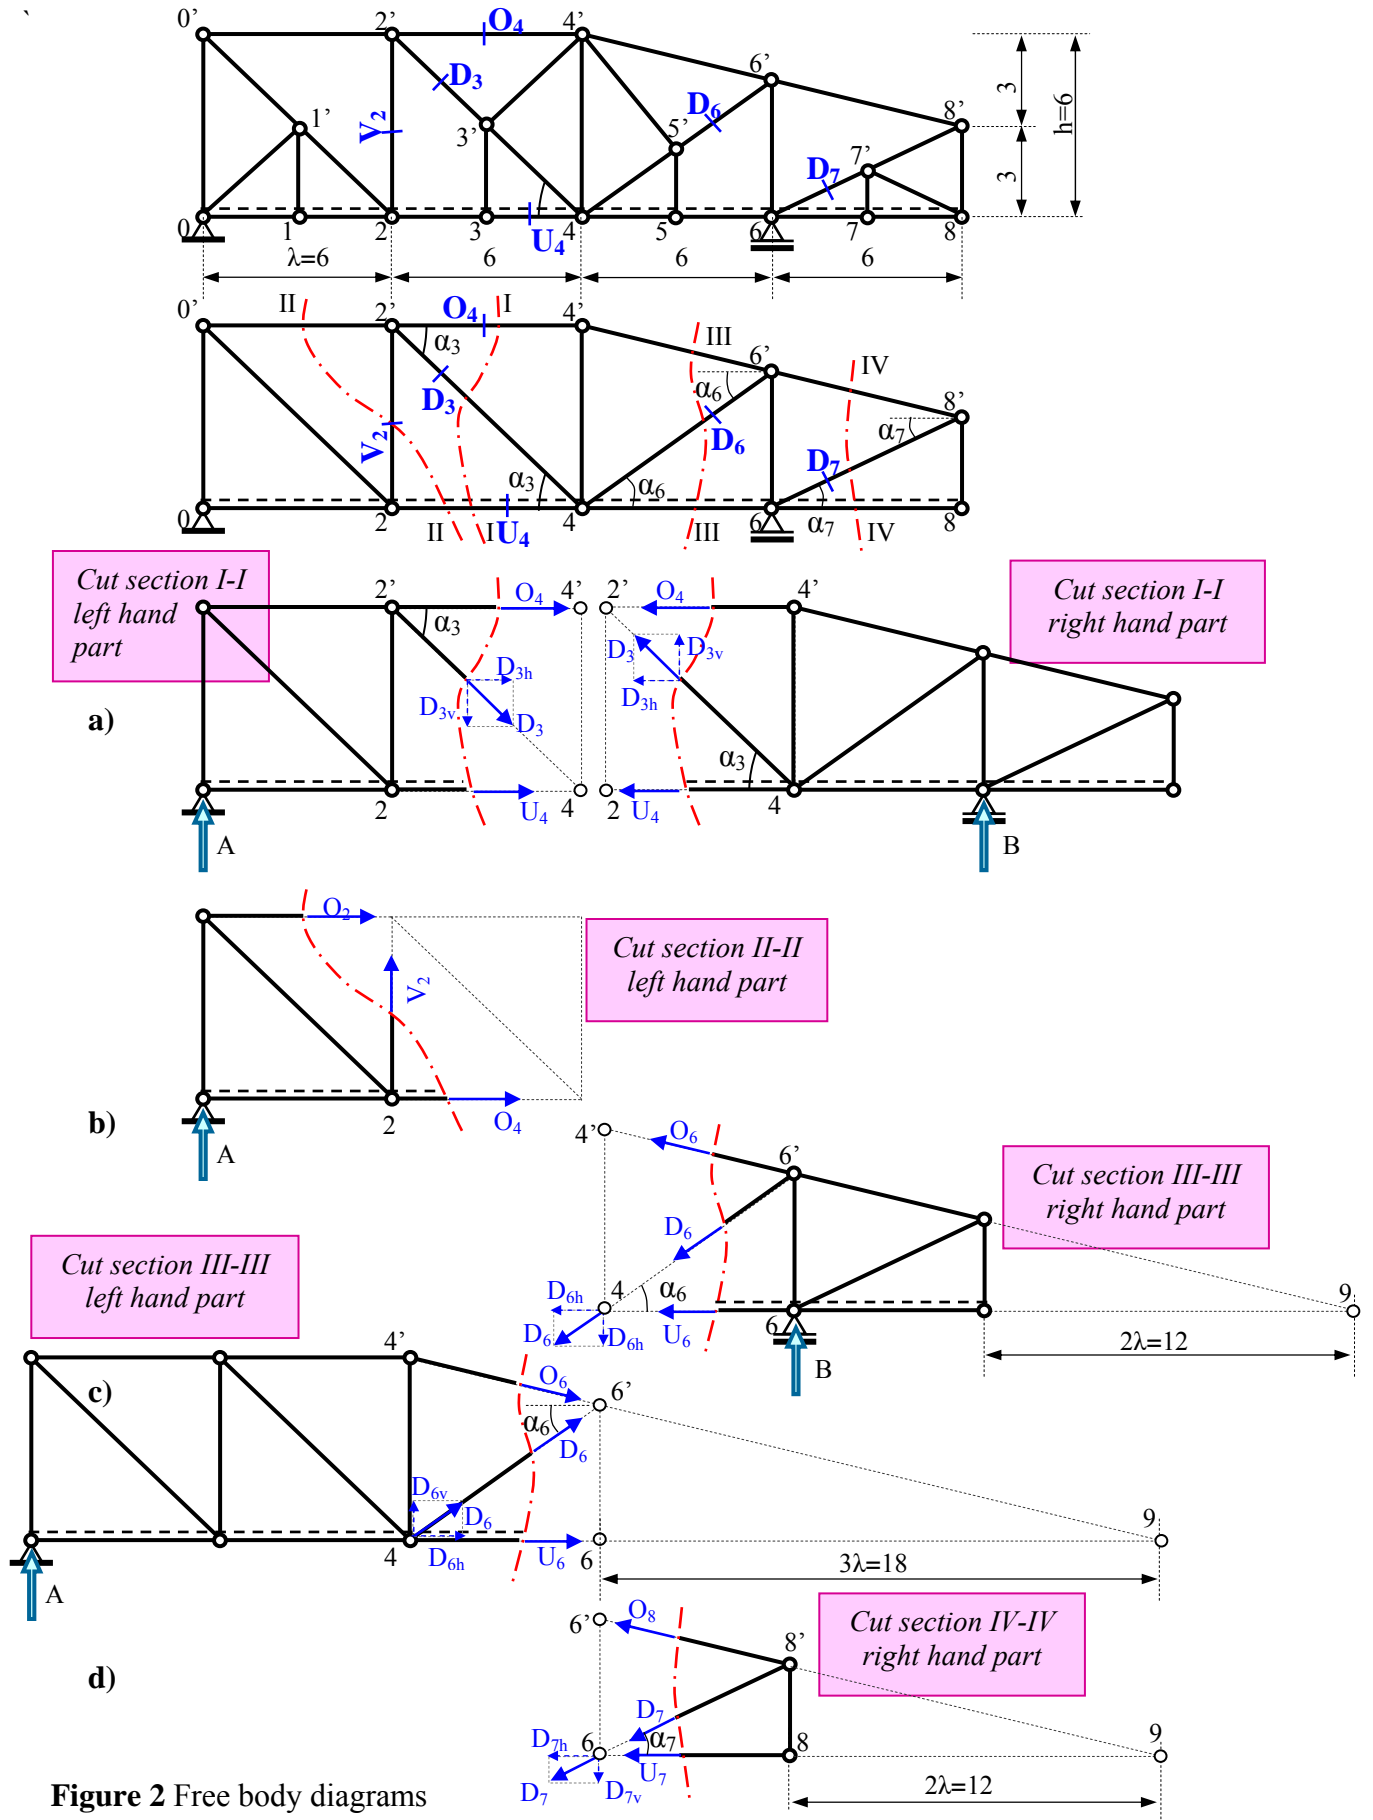 `
0’ 2’ O4 4’
D3 6’
V2 1’ 3’ D6 5’ 8’
7’ D7
3 3 h=6
0 1 2 3 U4 4 5 6 7 8
λ=6 6 6 6
0’ II 2’ O4 I 4’
α3 III 6’ IV
D3 α6 8’
V2 D6 α7
α3 α6 D7 α7
0 2 II I U4 4 III 6 IV 8
Cut section I-I
left hand
part
2’ O4 4’
α3
D3h
D3v D3
2 U4 4
A
2’ O4 4’
D3 D3v
D3h
α3
2 U4 4
B
Cut section I-I
right hand part
a)
O2
V2
2 O4
A
Cut section II-II
left hand part
b)
4’ O6 6’
D6
D6h 4 α6
D6 D6h U6 6 9
B 2λ=12
Cut section III-III
right hand part
Cut section III-III
left hand part
c)
4’ O6 6’
α6
D6
D6v D6
4 D6h U6 6 9
A 3λ=18
Cut section IV-IV
right hand part
d)
6’ O8 8’
D7
D7h 6 α7 8 9
D7 D7v U7
2λ=12
Figure 2 Free body diagrams